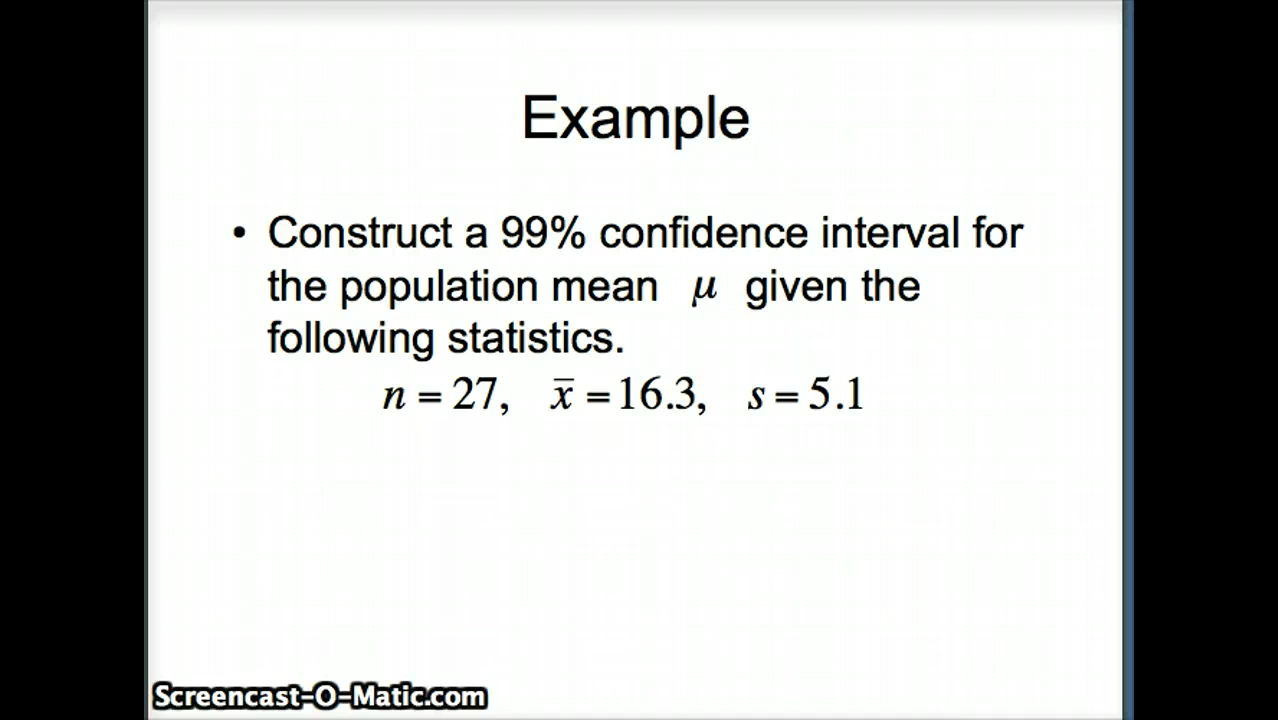 Example
• Construct a 99% confidence interval for
the population mean μ given the
following statistics.
n = 27, x̄ = 16.3, s = 5.1
Screencast-O-Matic.com